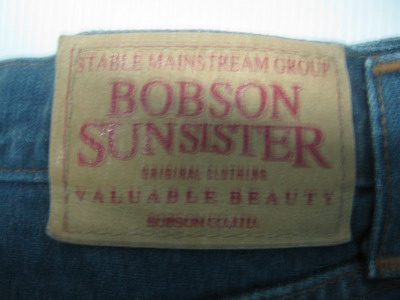 STABLE MAINSTREAM GROUP
BOBSON
SUNSISTER
ORIGINAL CLOTHING
VALUABLE BEAUTY
BOBSON CO.,LTD.